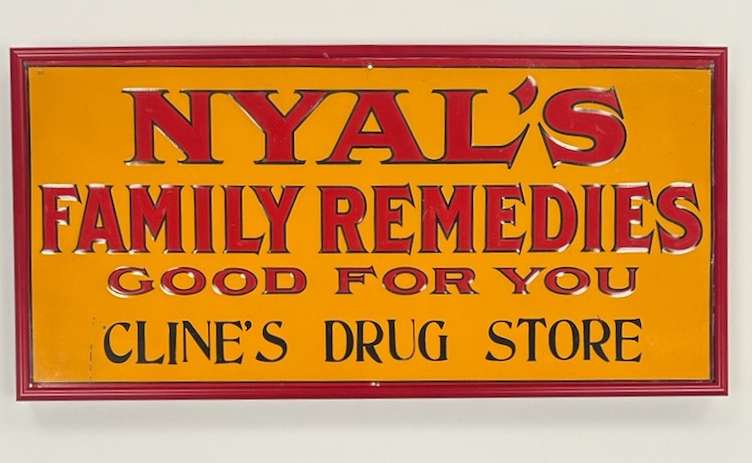 NYAL'S
FAMILY REMEDIES
GOOD FOR YOU
CLINE'S DRUG STORE